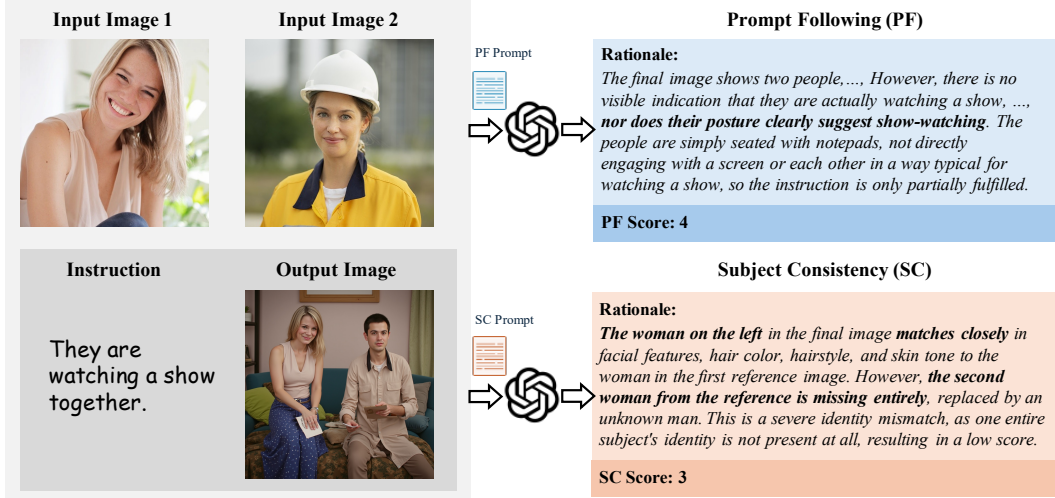 Input Image 1
Input Image 2
Instruction
They are
watching a show
together.
Output Image
PF Prompt
SC Prompt
Prompt Following (PF)
Rationale:
The final image shows two people,…, However, there is no
visible indication that they are actually watching a show, …,
nor does their posture clearly suggest show-watching. The
people are simply seated with notepads, not directly
engaging with a screen or each other in a way typical for
watching a show, so the instruction is only partially fulfilled.
PF Score: 4
Subject Consistency (SC)
Rationale:
The woman on the left in the final image matches closely in
facial features, hair color, hairstyle, and skin tone to the
woman in the first reference image. However, the second
woman from the reference is missing entirely, replaced by an
unknown man. This is a severe identity mismatch, as one entire
subject's identity is not present at all, resulting in a low score.
SC Score: 3